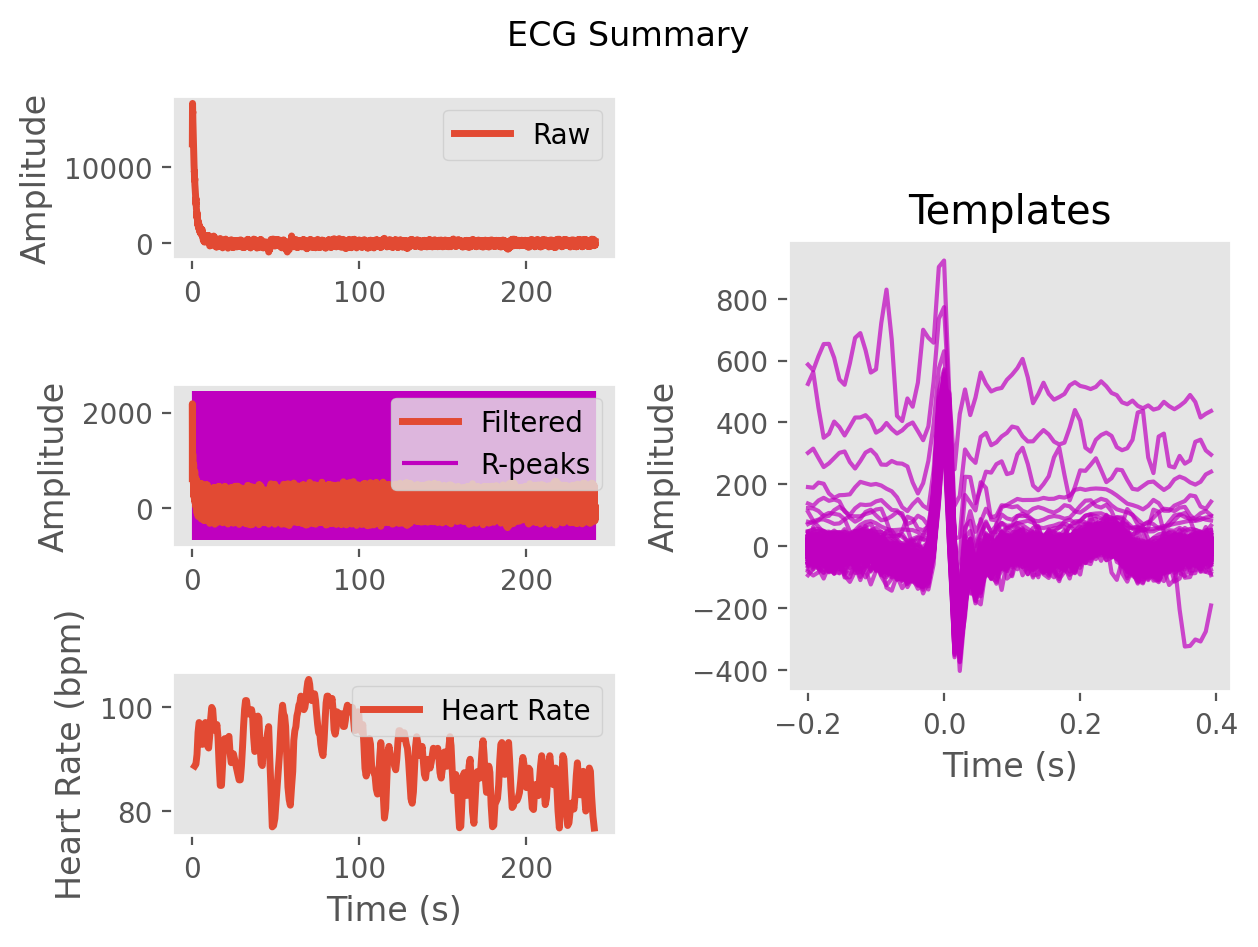 ECG Summary
Amplitude
10000
0
Raw
0 100 200
Amplitude
2000
0
Filtered
R-peaks
0 100 200
Heart Rate (bpm)
100
80
Heart Rate
0 100 200
Time (s)
Templates
Amplitude
800
600
400
200
0
−200
−400
−0.2 0.0 0.2 0.4
Time (s)